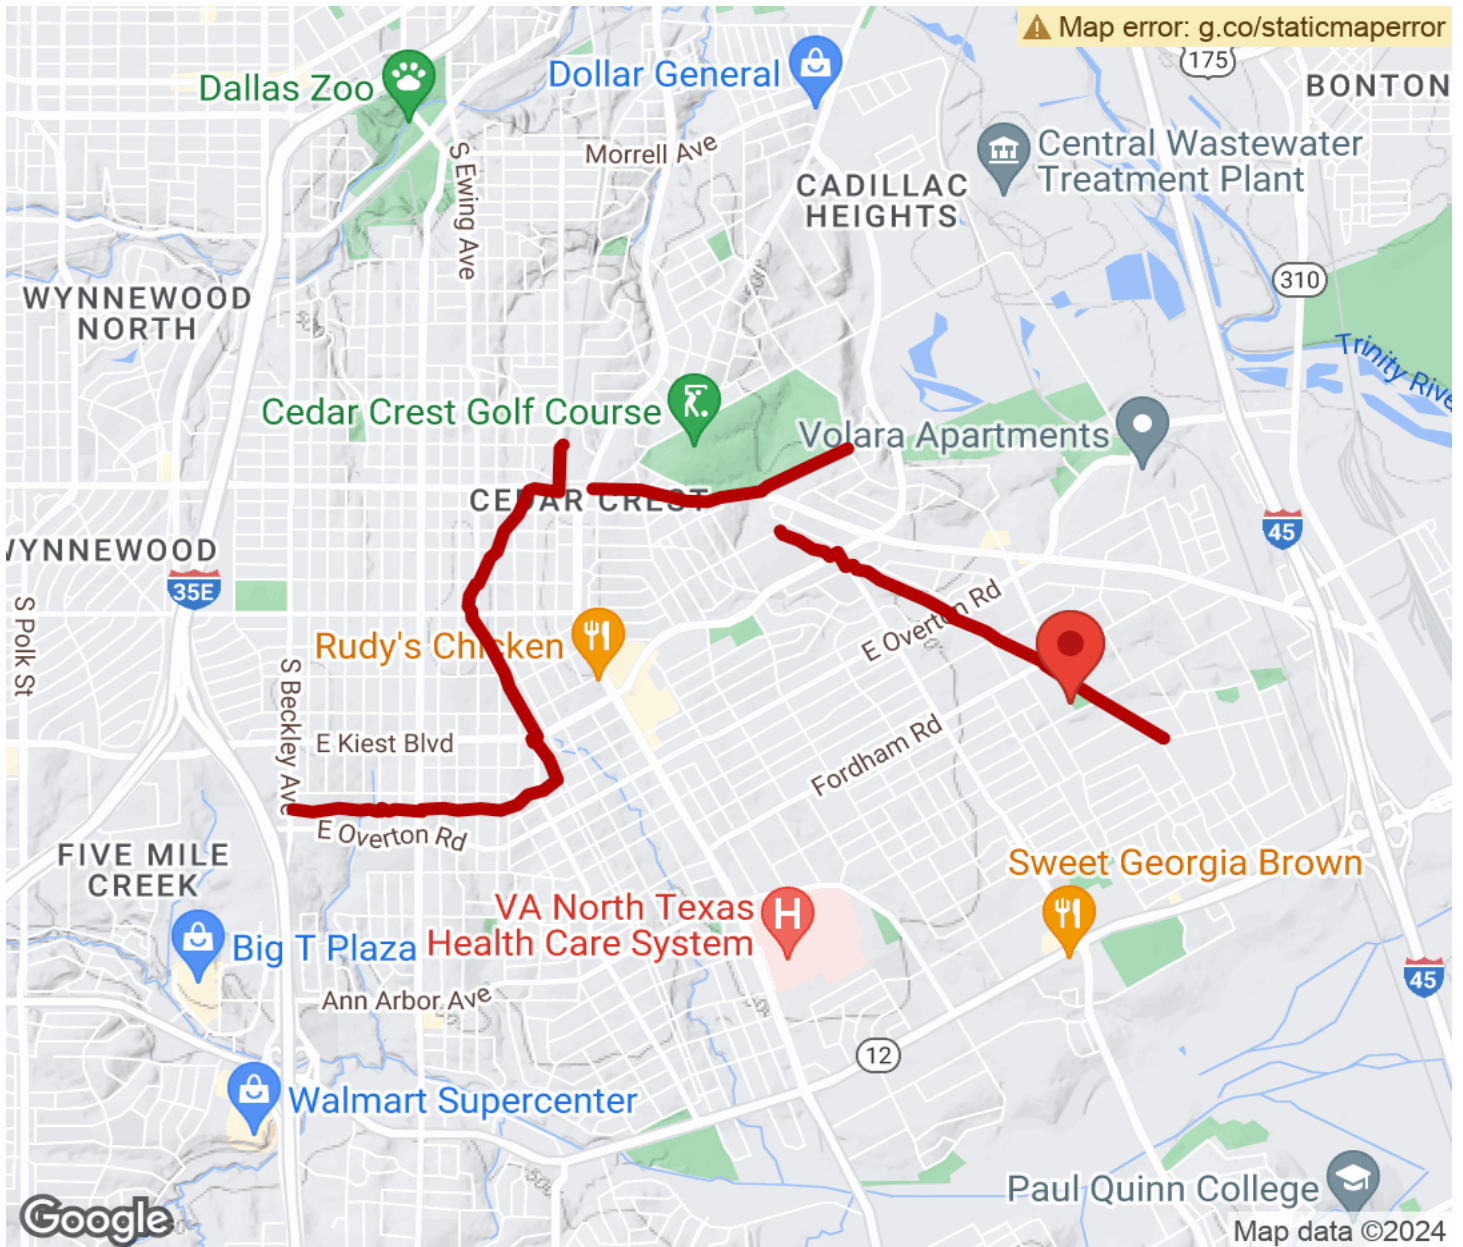 Map error: g.co/staticmaperror
175
Dallas Zoo
Dollar General
BONTON
S Ewing Ave
Morrell Ave
Central Wastewater
Treatment Plant
CADILLAC
HEIGHTS
310
WYNNEWOOD
NORTH
Trinity Rive
Cedar Crest Golf Course
Volara Apartments
CEDAR CREST
45
WYNNEWOOD
35E
S Polk St
E Overton Rd
Rudy's Chicken
S Beckley Ave
E Kiest Blvd
Fordham Rd
E Overton Rd
FIVE MILE
CREEK
Sweet Georgia Brown
VA North Texas
Health Care System
H
Big T Plaza
45
Ann Arbor Ave
12
Walmart Supercenter
Paul Quinn College
Google
Map data ©2024